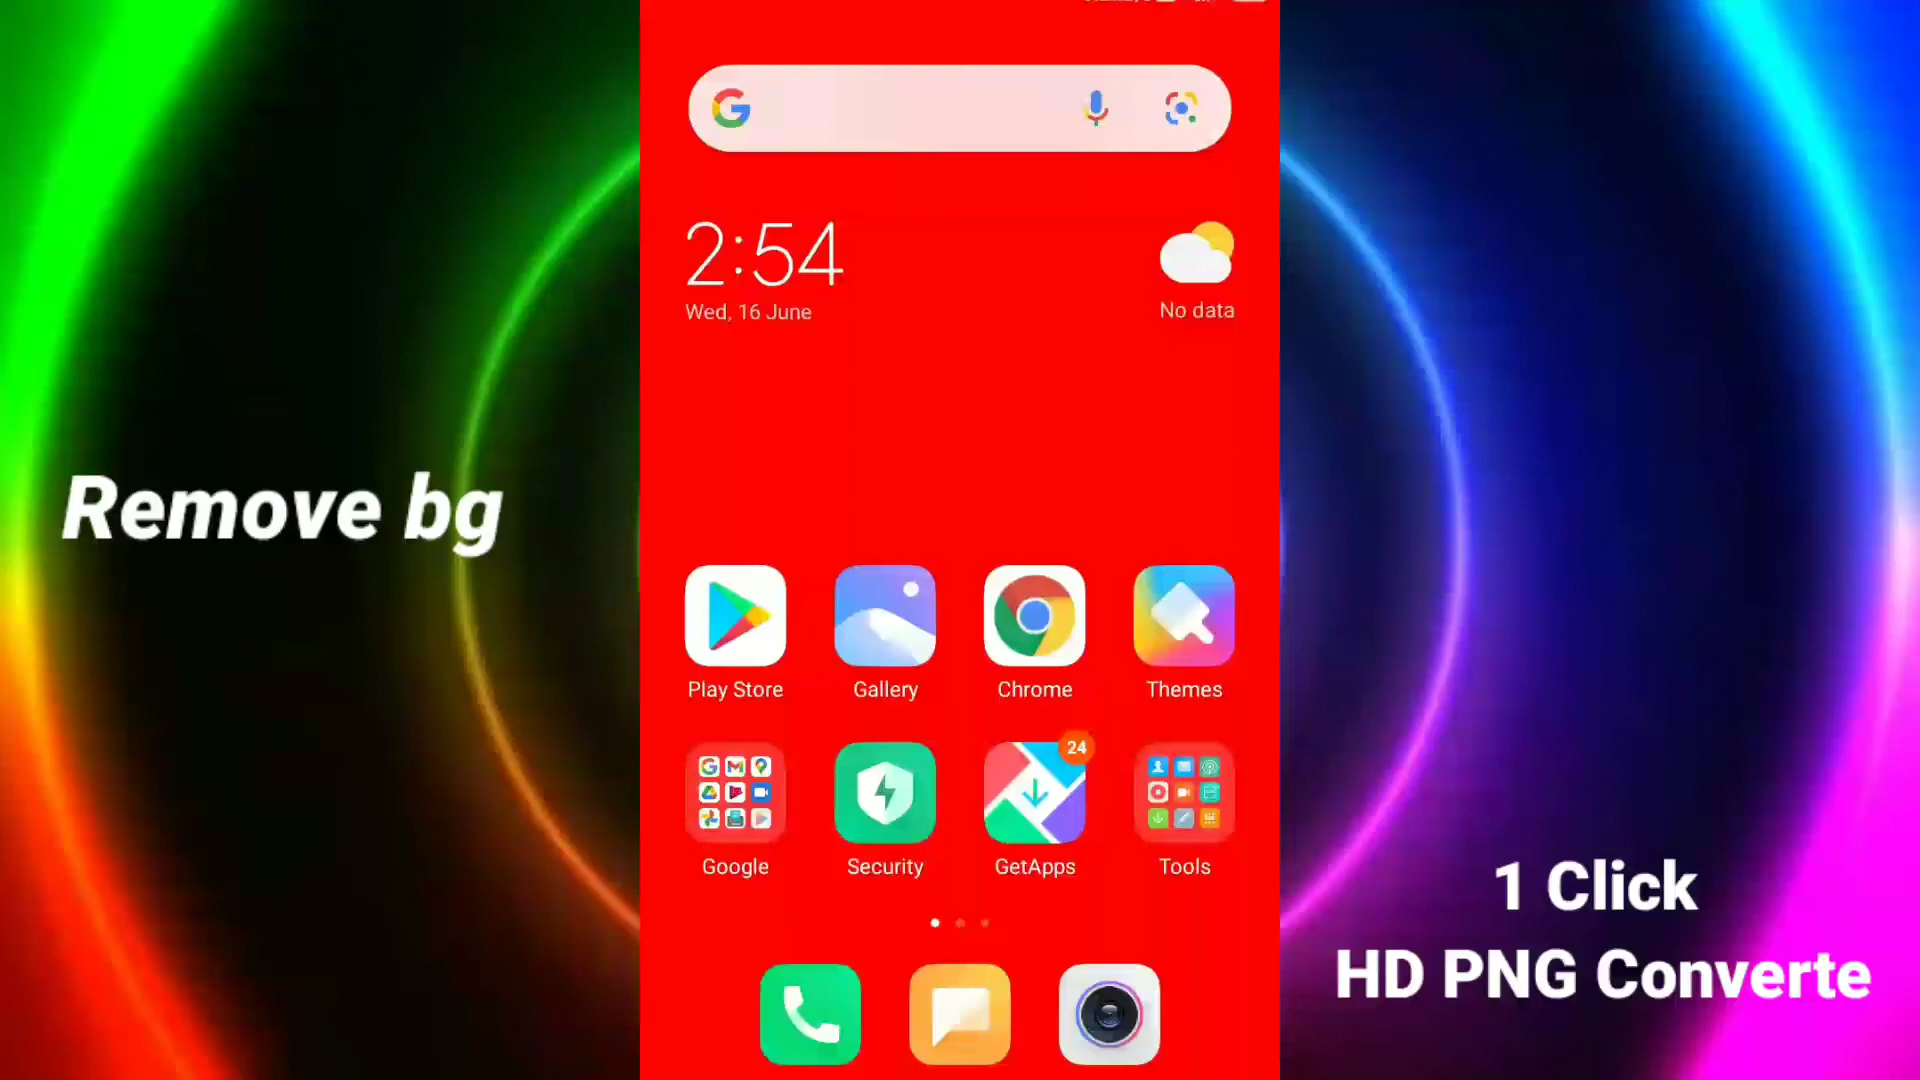 2:54
Wed, 16 June
No data
Remove bg
Play Store
Gallery
Chrome
Themes
24
Google
Security
GetApps
Tools
1 Click
HD PNG Converte